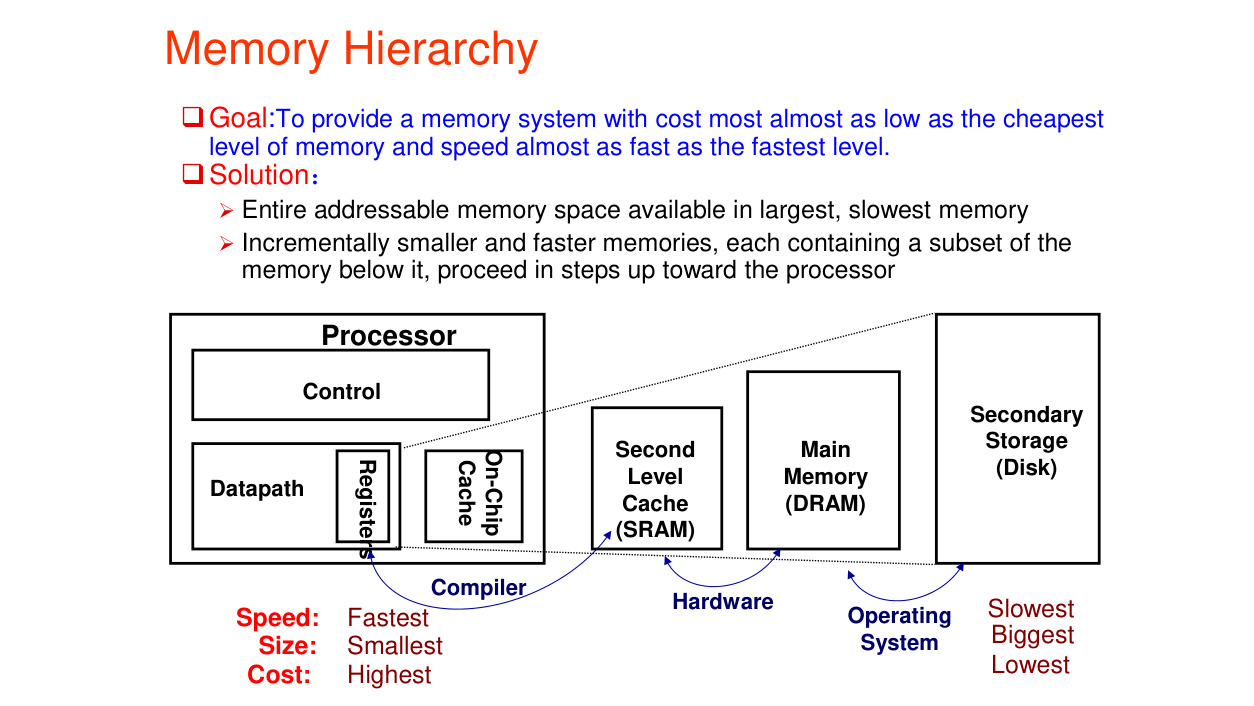 Memory Hierarchy
❑ Goal:To provide a memory system with cost most almost as low as the cheapest
level of memory and speed almost as fast as the fastest level.
❑ Solution：
➢ Entire addressable memory space available in largest, slowest memory
➢ Incrementally smaller and faster memories, each containing a subset of the
memory below it, proceed in steps up toward the processor
Processor
Control
Datapath
Registers
On-Chip
Cache
Second
Level
Cache
(SRAM)
Main
Memory
(DRAM)
Secondary
Storage
(Disk)
Compiler
Hardware
Operating
System
Speed: Fastest
Size: Smallest
Cost: Highest
Slowest
Biggest
Lowest